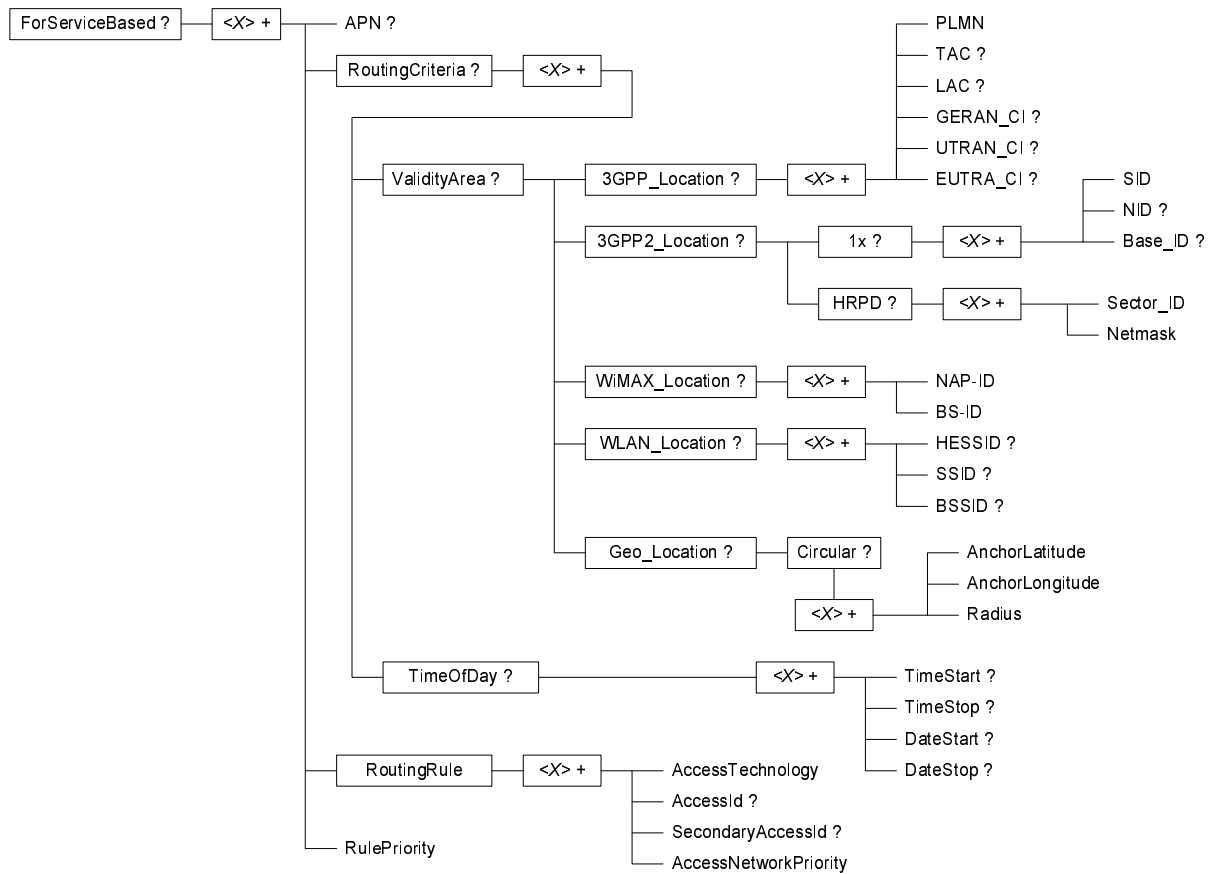 ForServiceBased ?
<X> +
APN ?
RoutingCriteria ?
<X> +
ValidityArea ?
3GPP_Location ?
<X> +
PLMN
TAC ?
LAC ?
GERAN_CI ?
UTRAN_CI ?
EUTRA_CI ?
3GPP2_Location ?
1x ?
<X> +
SID
NID ?
Base_ID ?
HRPD ?
<X> +
Sector_ID
Netmask
WiMAX_Location ?
<X> +
NAP-ID
BS-ID
WLAN_Location ?
<X> +
HESSID ?
SSID ?
BSSID ?
Geo_Location ?
Circular ?
<X> +
AnchorLatitude
AnchorLongitude
Radius
TimeOfDay ?
<X> +
TimeStart ?
TimeStop ?
DateStart ?
DateStop ?
RoutingRule
<X> +
AccessTechnology
AccessId ?
SecondaryAccessId ?
AccessNetworkPriority
RulePriority